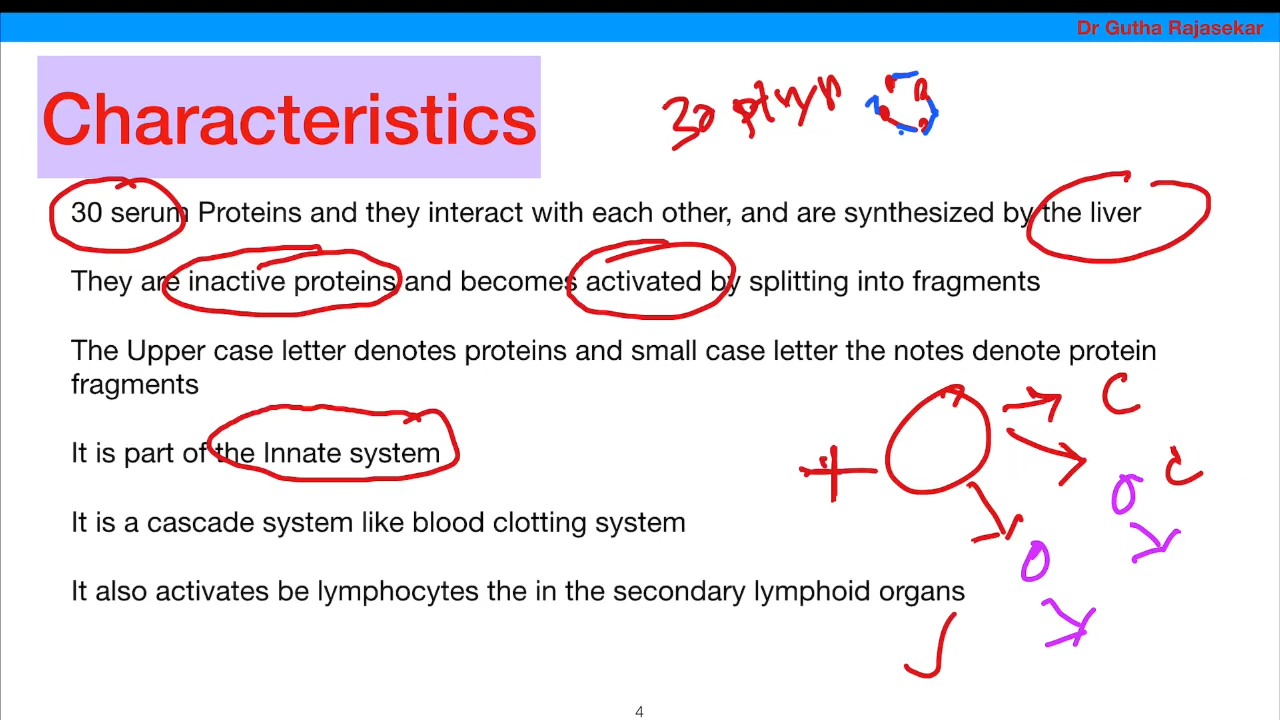 Dr Gutha Rajasekar
Characteristics
30
30 serum Proteins and they interact with each other, and are synthesized by the liver
They are inactive proteins and becomes activated by splitting into fragments
The Upper case letter denotes proteins and small case letter the notes denote protein
fragments
C
It is part of the Innate system
C
It is a cascade system like blood clotting system
It also activates be lymphocytes the in the secondary lymphoid organs
4